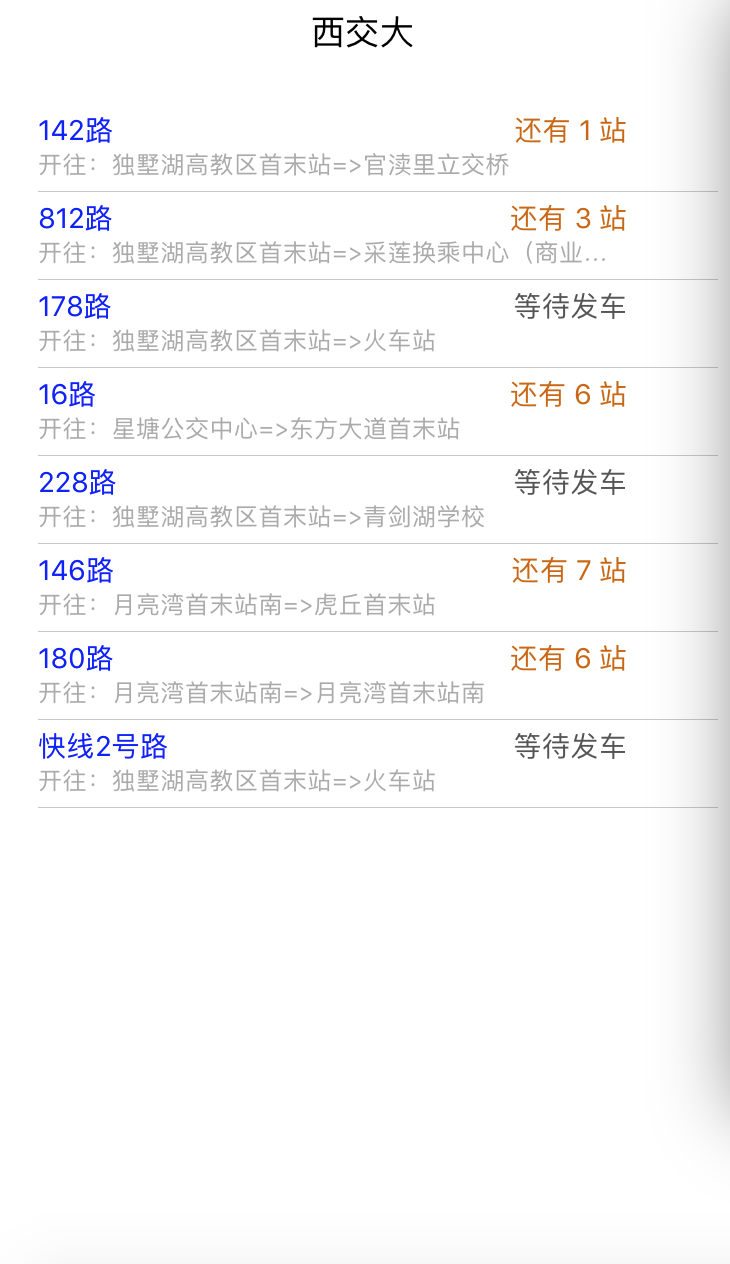 西交大
142路 还有 1 站
开往：独墅湖高教区首末站=>官渎里立交桥
812路 还有 3 站
开往：独墅湖高教区首末站=>采莲换乘中心（商业...
178路 等待发车
开往：独墅湖高教区首末站=>火车站
16路 还有 6 站
开往：星塘公交中心=>东方大道首末站
228路 等待发车
开往：独墅湖高教区首末站=>青剑湖学校
146路 还有 7 站
开往：月亮湾首末站南=>虎丘首末站
180路 还有 6 站
开往：月亮湾首末站南=>月亮湾首末站南
快线2号路 等待发车
开往：独墅湖高教区首末站=>火车站